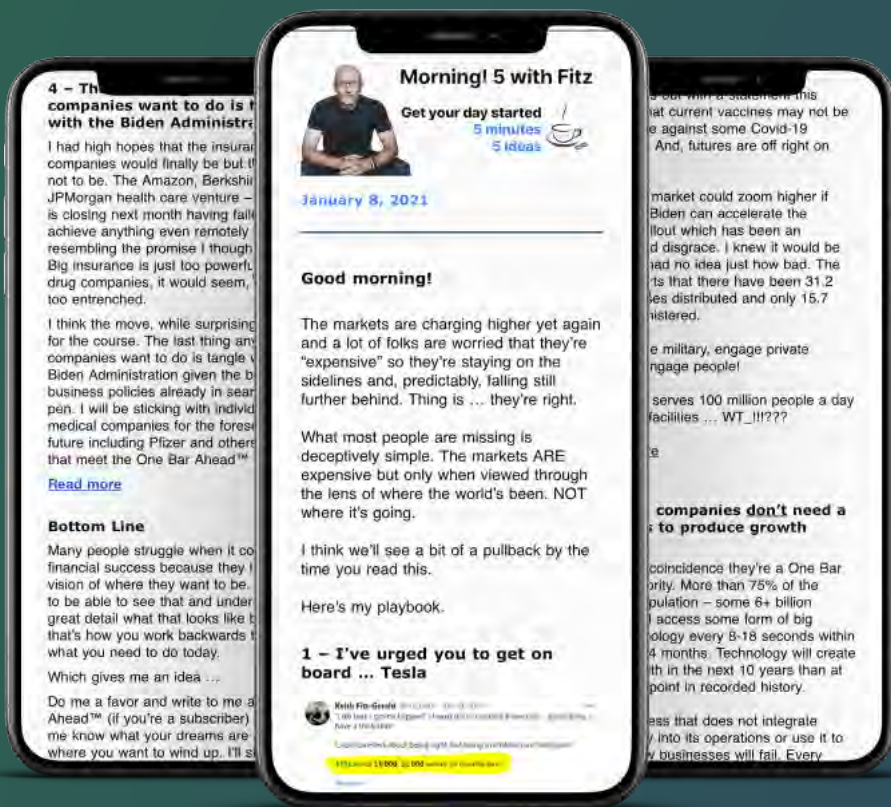 4 – Th
companies want to do is t
with the Biden Administra
I had high hopes that the insura
companies would finally be but t
not to be. The Amazon, Berkshi
JPMorgan health care venture –
is closing next month having fail
achieve anything even remotely
resembling the promise I though
Big insurance is just too powerfu
drug companies, it would seem,
too entrenched.
I think the move, while surprising
for the course. The last thing any
companies want to do is tangle
Biden Administration given the b
business policies already in sear
pen. I will be sticking with individ
medical companies for the forese
future including Pfizer and others
that meet the One Bar Ahead™
Read more
Bottom Line
Many people struggle when it co
financial success because they
vision of where they want to be.
to be able to see that and under
great detail what that looks like b
that's how you work backwards t
what you need to do today.
Which gives me an idea ...
Do me a favor and write to me a
Ahead™ (if you're a subscriber)
me know what your dreams are
where you want to wind up. I'll s
Morning! 5 with Fitz
Get your day started
5 minutes
5 ideas
January 8, 2021
Good morning!
The markets are charging higher yet again
and a lot of folks are worried that they're
“expensive” so they're staying on the
sidelines and, predictably, falling still
further behind. Thing is ... they're right.
What most people are missing is
deceptively simple. The markets ARE
expensive but only when viewed through
the lens of where the world's been. NOT
where it's going.
I think we'll see a bit of a pullback by the
time you read this.
Here's my playbook.
1 – I've urged you to get on
board ... Tesla
Keith Fitz-Gerald
s out with a statement this
at current vaccines may not be
e against some Covid-19
And, futures are off right on
market could zoom higher if
Biden can accelerate the
llout which has been an
d disgrace. I knew it would be
had no idea just how bad. The
rts that there have been 31.2
ses distributed and only 15.7
nistered.
e military, engage private
ngage people!
serves 100 million people a day
facilities ... WT_!!!???
e
companies don't need a
s to produce growth
coincidence they're a One Bar
ority. More than 75% of the
pulation – some 6+ billion
l access some form of big
ology every 8-18 seconds within
4 months. Technology will create
lth in the next 10 years than at
point in recorded history.
ess that does not integrate
y into its operations or use it to
w businesses will fail. Every